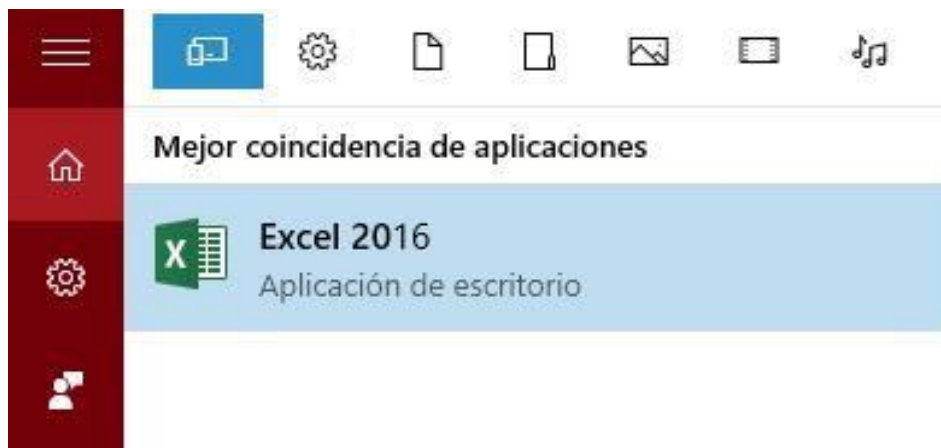 Mejor coincidencia de aplicaciones
Excel 2016
Aplicación de escritorio